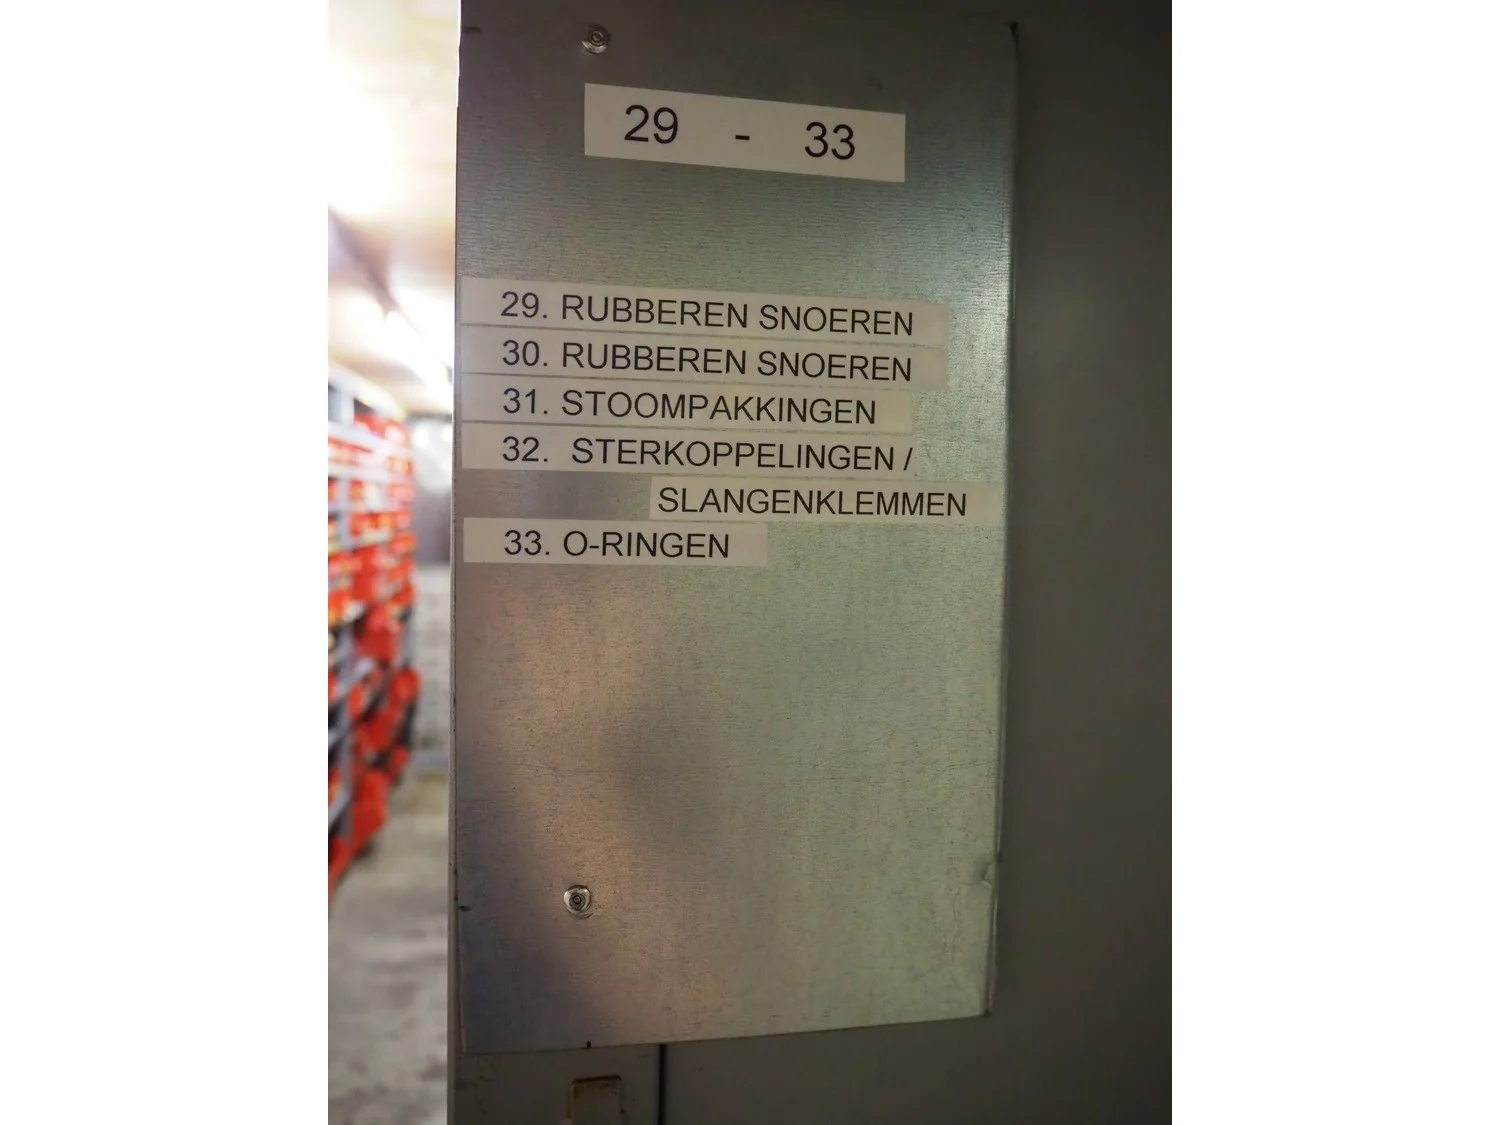 29 - 33
29. RUBBEREN SNOEREN
30. RUBBEREN SNOEREN
31. STOOMPAKKINGEN
32. STERKOPPELINGEN /
SLANGENKLEMMEN
33. O-RINGEN